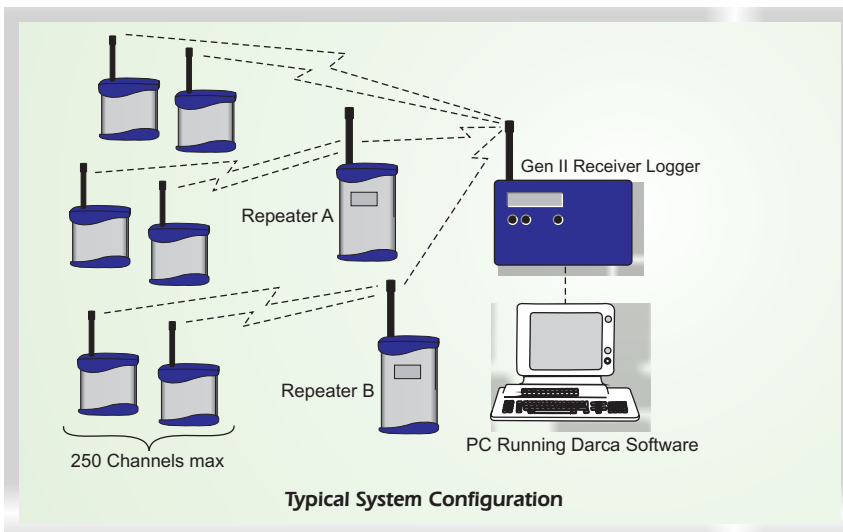 Gen II Receiver Logger
Repeater A
Repeater B
PC Running Darca Software
250 Channels max
Typical System Configuration